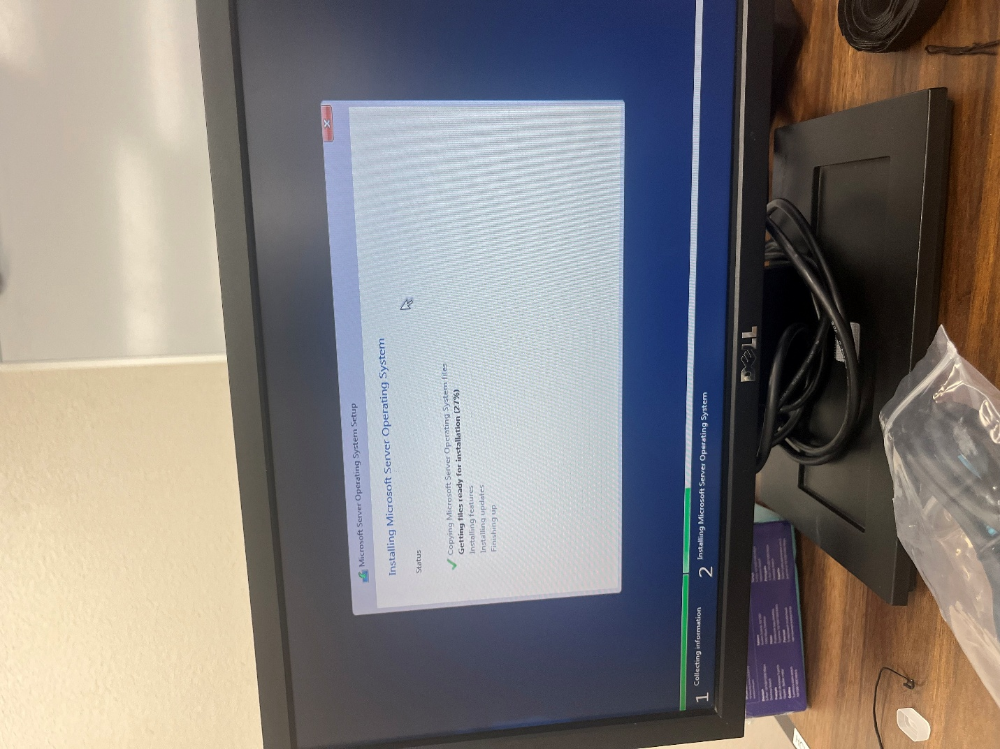 Microsoft Server Operating System Setup
x
Installing Microsoft Server Operating System
Status
Copying Microsoft Server Operating System files
Getting files ready for installation (27%)
Installing features
Installing updates
Finishing up
1 Collecting information
2 Installing Microsoft Server Operating System
DELL